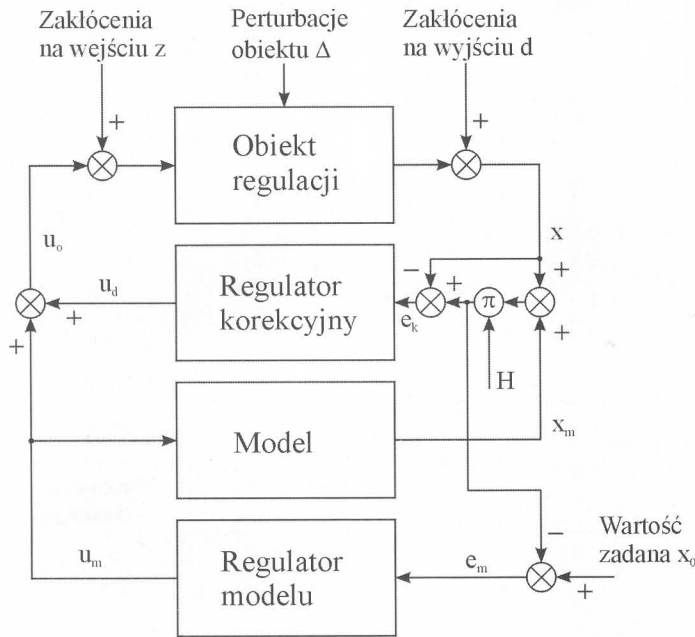 Zakłócenia
na wejściu z
Perturbacje
obiektu Δ
Zakłócenia
na wyjściu d
+
+
Obiekt
regulacji
u₀
x
u_d
Regulator
korekcyjny
−
+
+
e_k
π
+
+
+
H
Model
x_m
−
Wartość
zadana x₀
u_m
Regulator
modelu
e_m
+